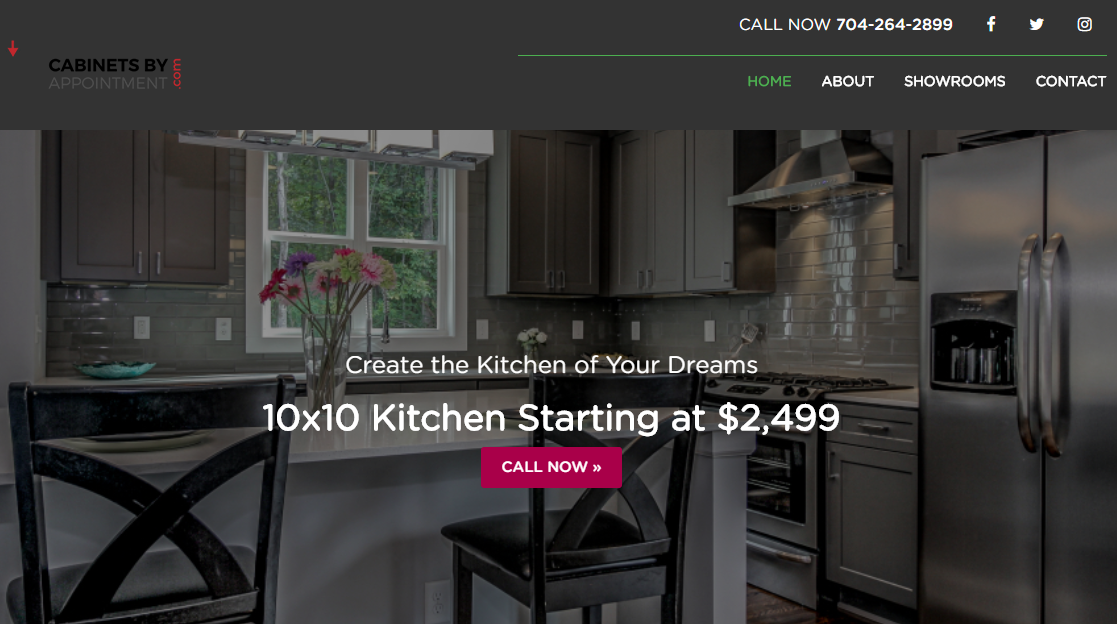 CALL NOW 704-264-2899
CABINETS BY
APPOINTMENT
.com
HOME ABOUT SHOWROOMS CONTACT
Create the Kitchen of Your Dreams
10x10 Kitchen Starting at $2,499
CALL NOW »